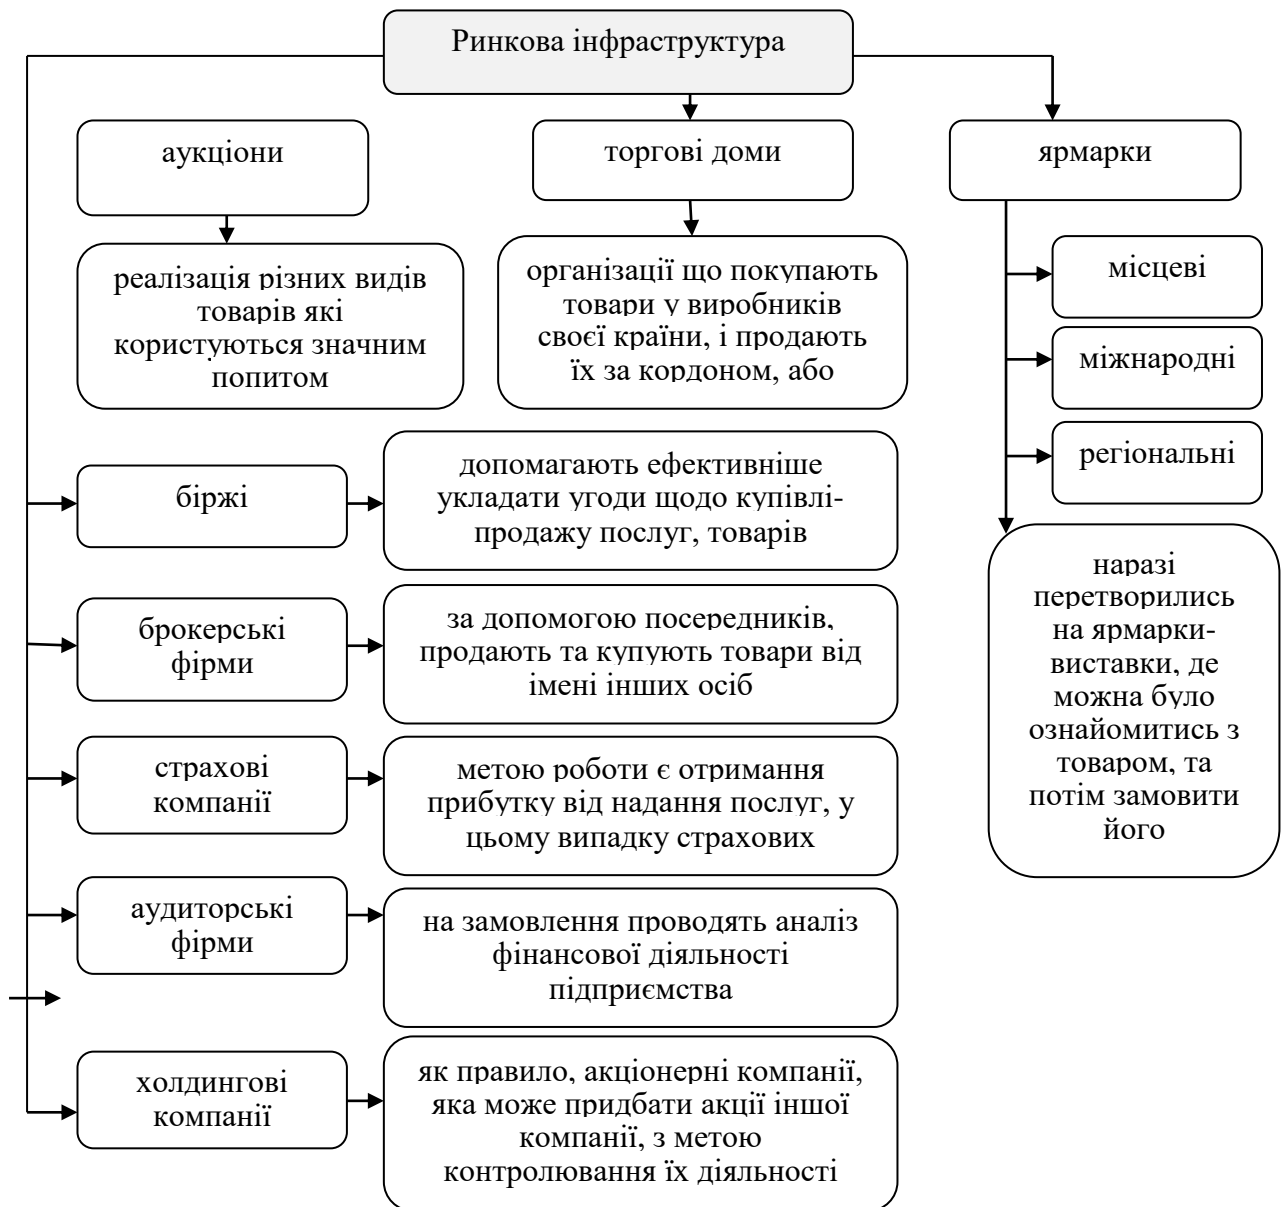 Ринкова інфраструктура
аукціони
торгові доми
ярмарки
реалізація різних видів
товарів які
користуються значним
попитом
організації що покупають
товари у виробників
своєї країни, і продають
їх за кордоном, або
місцеві
міжнародні
регіональні
наразі
перетворились
на ярмарки-
виставки, де
можна було
ознайомитись з
товаром, та
потім замовити
його
біржі
допомагають ефективніше
укладати угоди щодо купівлі-
продажу послуг, товарів
брокерські
фірми
за допомогою посередників,
продають та купують товари від
імені інших осіб
страхові
компанії
метою роботи є отримання
прибутку від надання послуг, у
цьому випадку страхових
аудиторські
фірми
на замовлення проводять аналіз
фінансової діяльності
підприємства
холдингові
компанії
як правило, акціонерні компанії,
яка може придбати акції іншої
компанії, з метою
контролювання їх діяльності